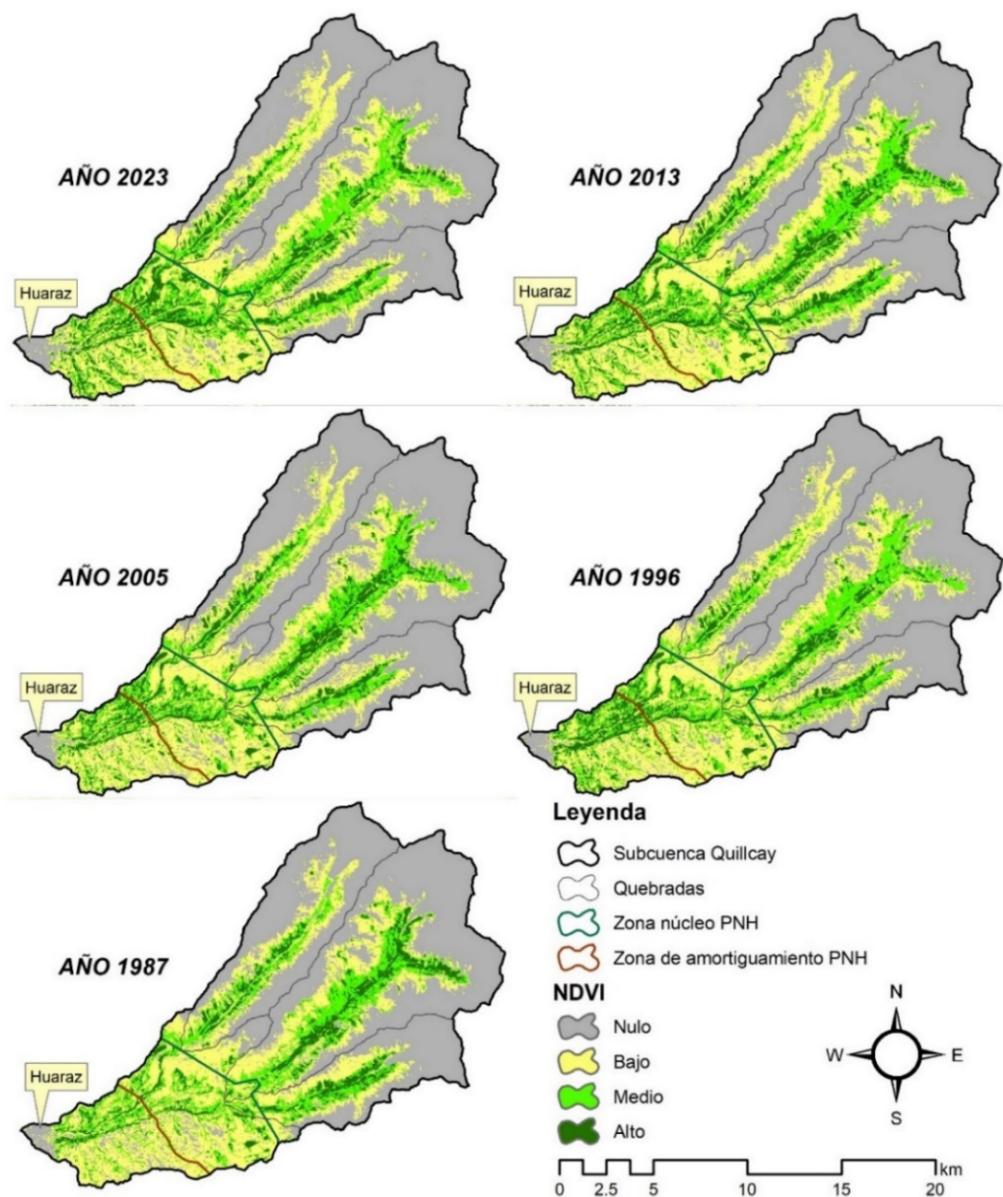 AÑO 2023
Huaraz
AÑO 2013
Huaraz
AÑO 2005
Huaraz
AÑO 1996
Huaraz
AÑO 1987
Huaraz
Leyenda
Subcuenca Quillcay
Quebradas
Zona núcleo PNH
Zona de amortiguamiento PNH
NDVI
Nulo
Bajo
Medio
Alto
N
W E
S
km
0 2.5 5 10 15 20